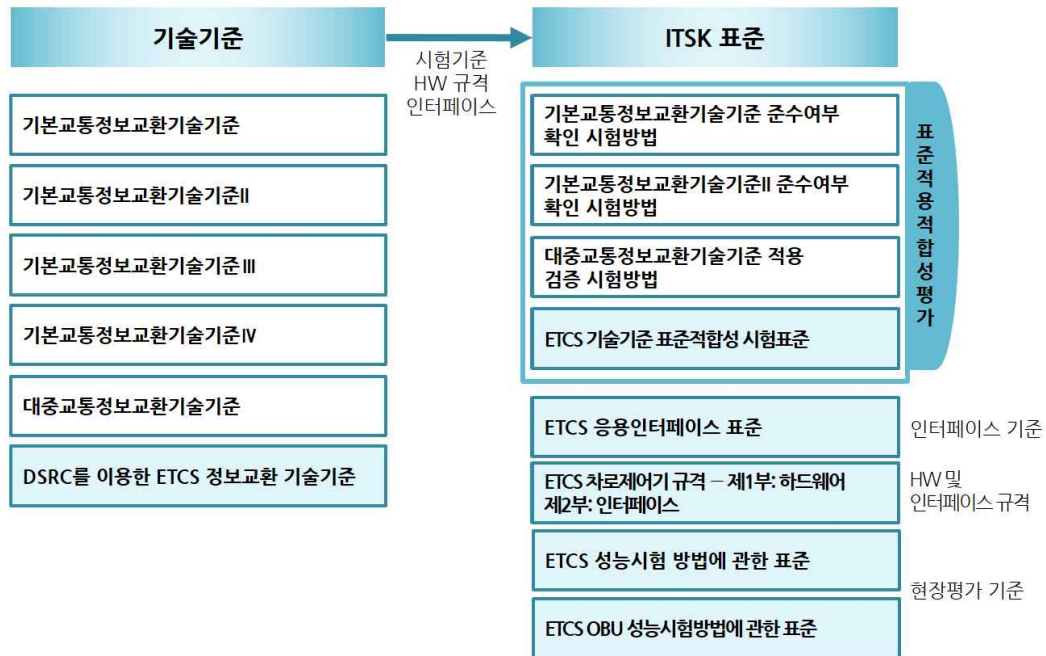 기술기준
시험기준
HW 규격
인터페이스
ITSK 표준
기본교통정보교환기술기준
기본교통정보교환기술기준II
기본교통정보교환기술기준Ⅲ
기본교통정보교환기술기준IV
대중교통정보교환기술기준
DSRC를 이용한 ETCS 정보교환 기술기준
기본교통정보교환기술기준 준수여부
확인 시험방법
기본교통정보교환기술기준II 준수여부
확인 시험방법
대중교통정보교환기술기준 적용
검증 시험방법
ETCS 기술기준 표준적합성 시험표준
표준적용적합성평가
ETCS 응용인터페이스 표준
인터페이스 기준
ETCS 차로제어기 규격 – 제1부: 하드웨어
제2부: 인터페이스
HW 및
인터페이스 규격
ETCS 성능시험 방법에 관한 표준
ETCS OBU 성능시험방법에 관한 표준
현장평가 기준